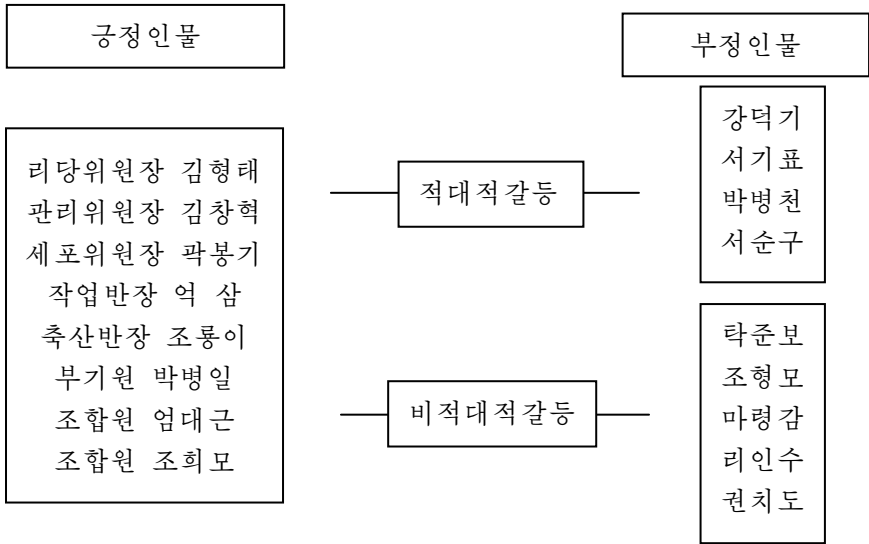 긍정인물
부정인물
리당위원장 김형태
관리위원장 김창혁
세포위원장 곽봉기
작업반장 억 삼
축산반장 조룡이
부기원 박병일
조합원 엄대근
조합원 조희모
적대적갈등
비적대적갈등
강덕기
서기표
박병천
서순구
탁준보
조형모
마령감
리인수
권치도